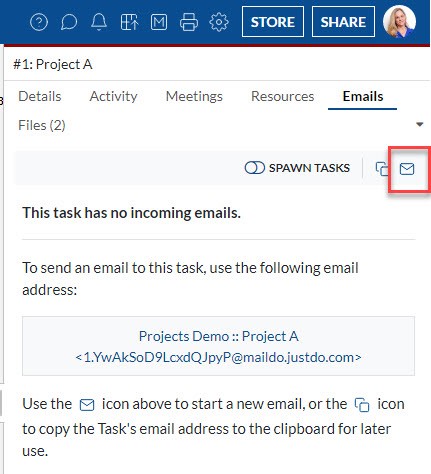 STORE SHARE
#1: Project A
Details Activity Meetings Resources Emails
Files (2)
SPAWN TASKS
This task has no incoming emails.
To send an email to this task, use the following email
address:
Projects Demo :: Project A
<1.YwAkSoD9LcxdQJpyP@maildo.justdo.com>
Use the icon above to start a new email, or the icon
to copy the Task's email address to the clipboard for later
use.